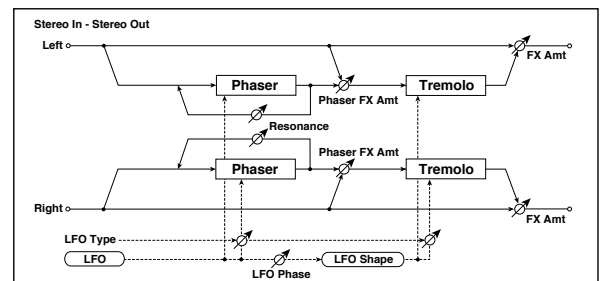 Stereo In - Stereo Out
Left
FX Amt
Phaser
Tremolo
Phaser FX Amt
Resonance
Phaser FX Amt
Phaser
Tremolo
Right
FX Amt
LFO Type
LFO
LFO Shape
LFO Phase